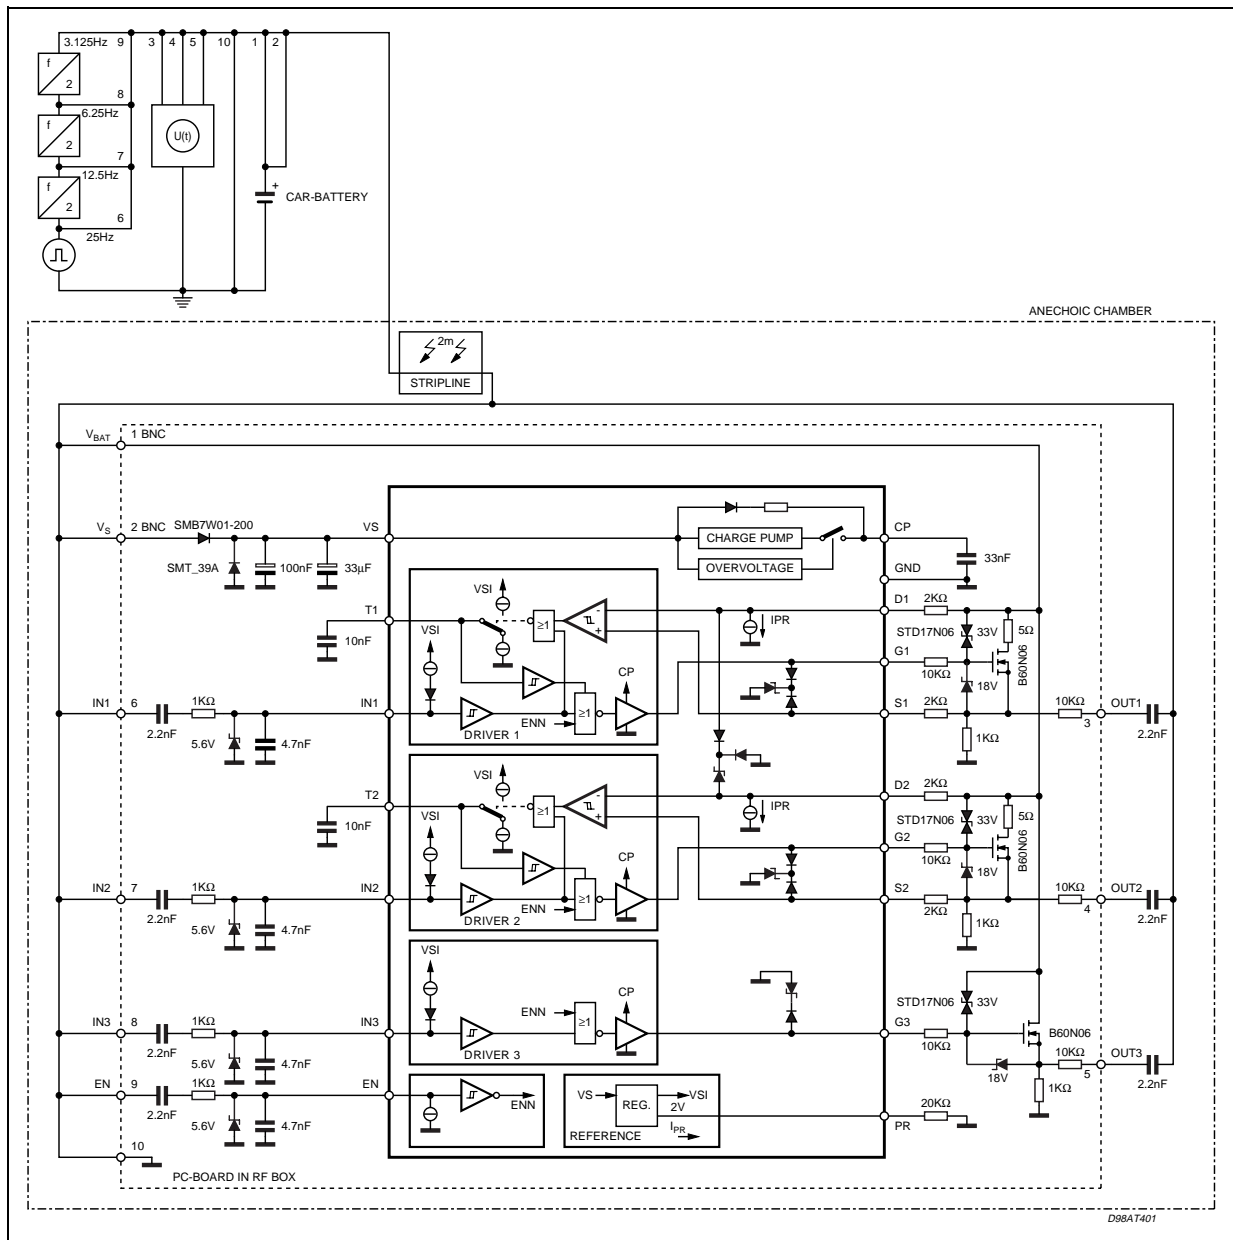 3.125Hz 9 3 4 5 10 1 2
f
2
8
6.25Hz
f
2
U(t)
7
12.5Hz
f
2
+
CAR-BATTERY
6
25Hz
ANECHOIC CHAMBER
2m
STRIPLINE
VBAT 1 BNC
VS 2 BNC SMB7W01-200 VS
SMT_39A 100nF 33µF
CHARGE PUMP
OVERVOLTAGE
CP
33nF
GND
VSI
T1
10nF
VSI
≥1
-
+
IPR
D1 2KΩ
STD17N06 33V 5Ω
G1
10KΩ
B60N06
18V
CP
IN1 6 1KΩ IN1
2.2nF 5.6V 4.7nF
ENN
≥1
DRIVER 1
S1 2KΩ
1KΩ
10KΩ
3
OUT1
2.2nF
VSI
T2
10nF
VSI
≥1
-
+
IPR
D2 2KΩ
STD17N06 33V 5Ω
G2
10KΩ
B60N06
18V
CP
IN2 7 1KΩ IN2
2.2nF 5.6V 4.7nF
ENN
≥1
DRIVER 2
S2
2KΩ
1KΩ
10KΩ
4
OUT2
2.2nF
VSI
CP
ENN
≥1
IN3 8 1KΩ IN3
2.2nF 5.6V 4.7nF
DRIVER 3
STD17N06 33V
G3
10KΩ
B60N06
18V
10KΩ
5
OUT3
2.2nF
1KΩ
EN 9 1KΩ EN
2.2nF 5.6V 4.7nF
ENN
VS REG. VSI
2V
IPR
REFERENCE
20KΩ
PR
10
PC-BOARD IN RF BOX
D98AT401